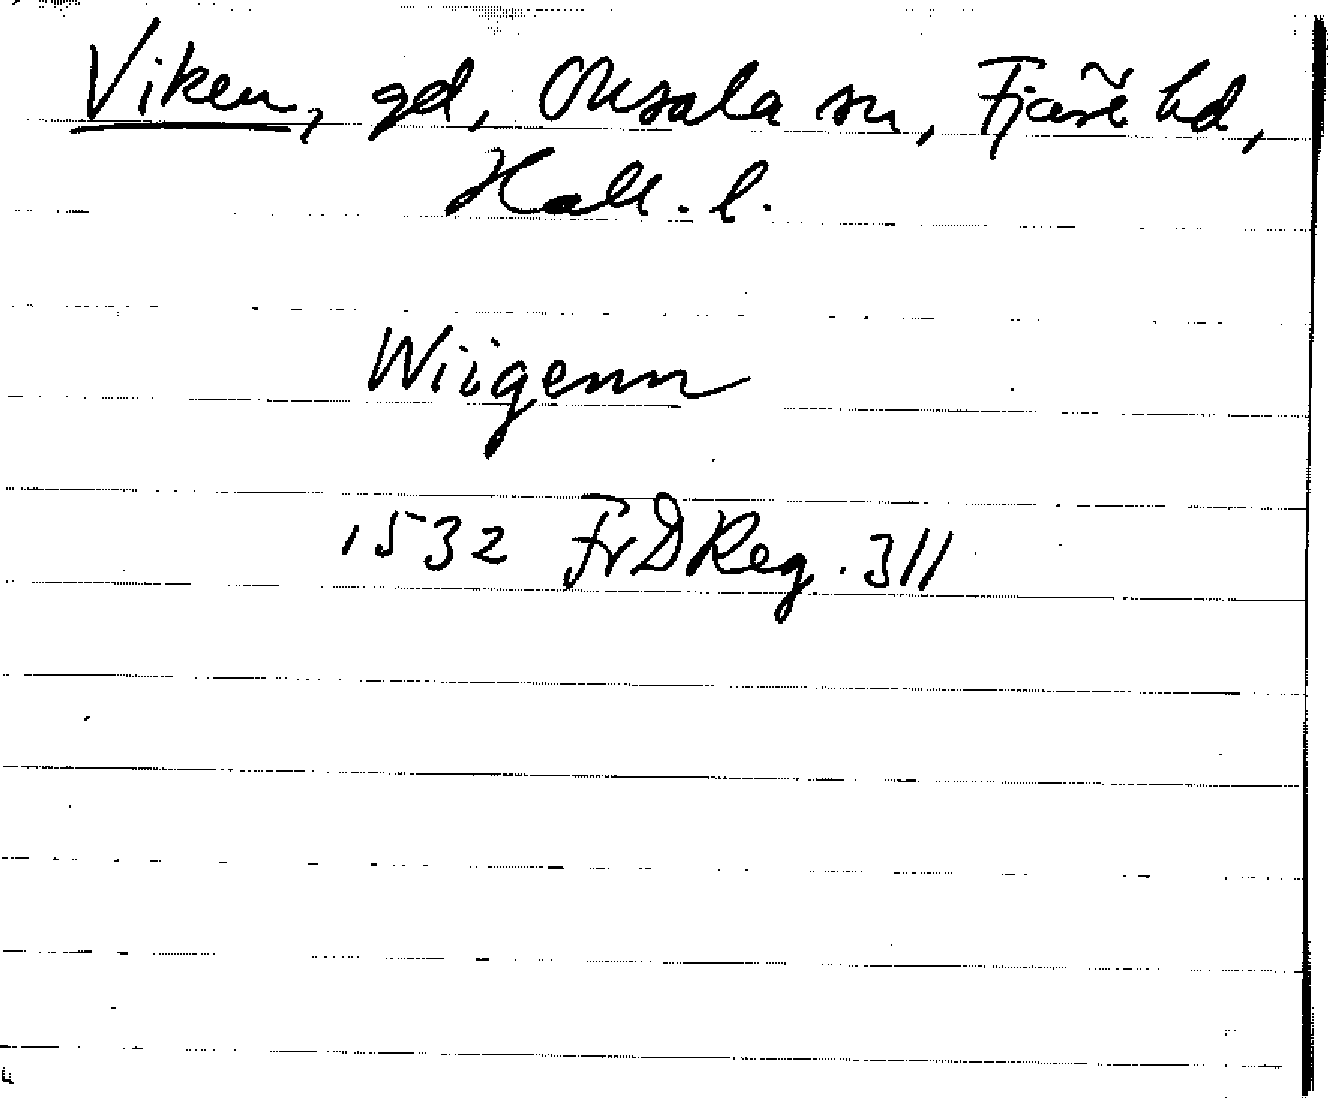 Viken, gd, Onsala sn, Fjäre hd,
Hall. l.
Wiigenn
1532 FrDReg. 311